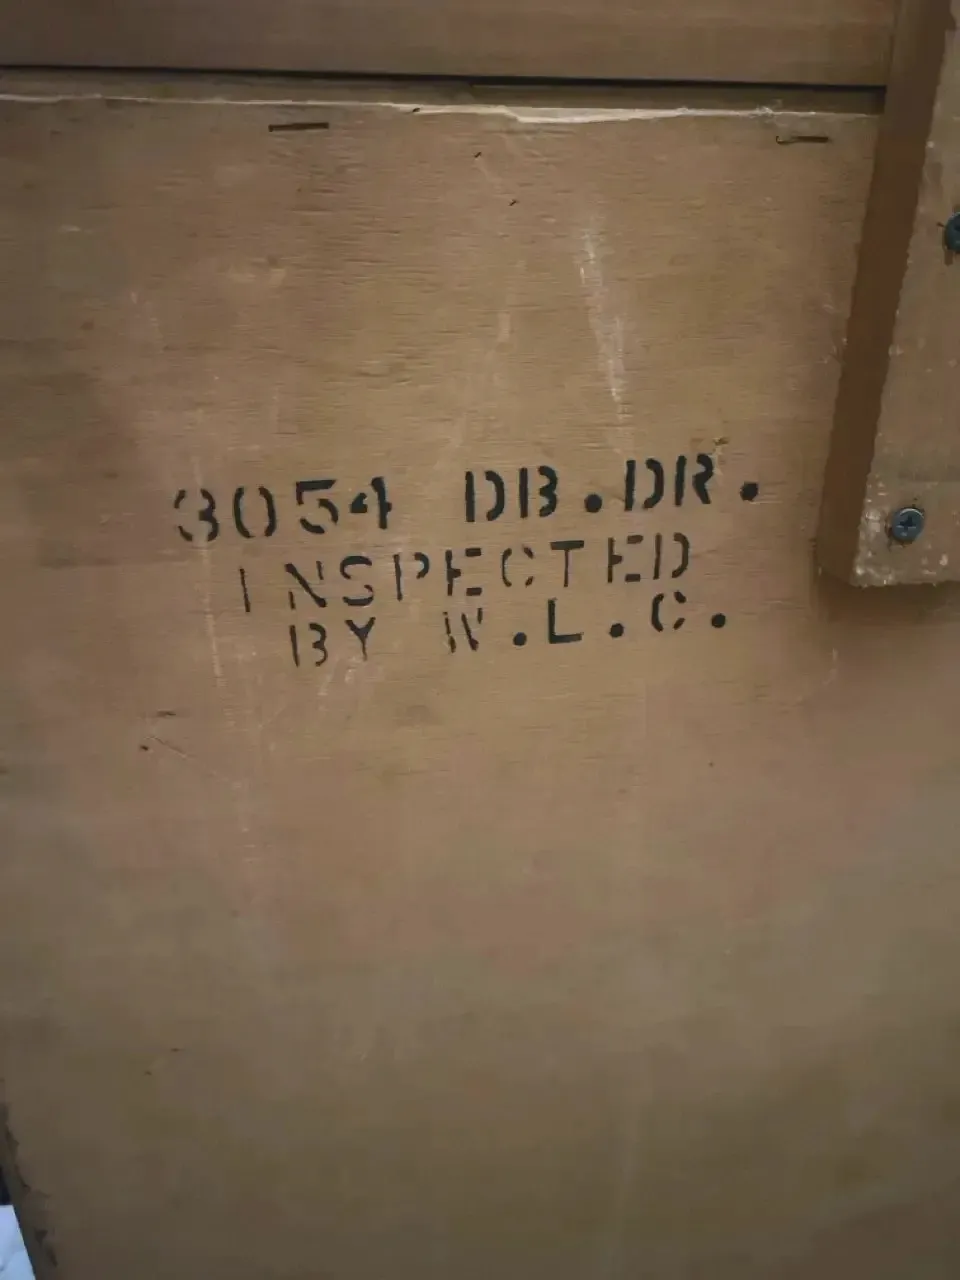 3054 DB.DR.
INSPECTED
BY W.L.C.